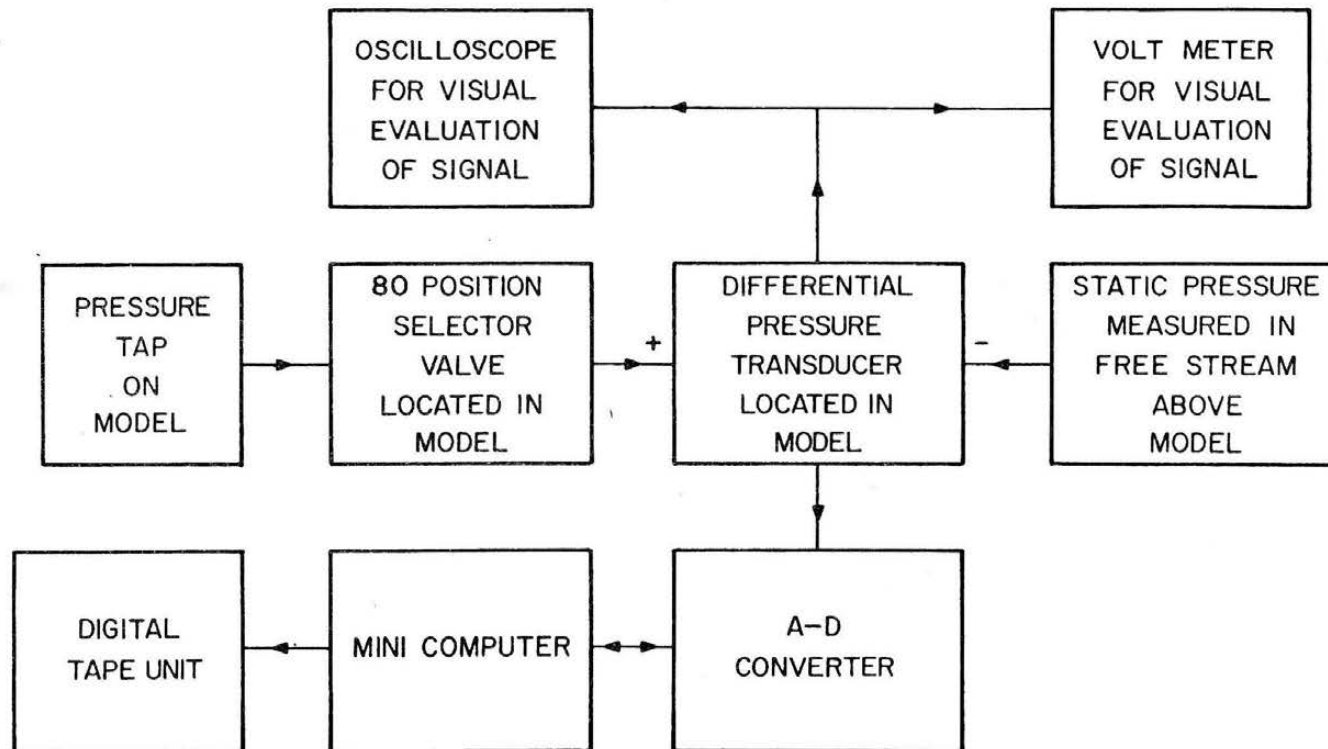 OSCILLOSCOPE
FOR VISUAL
EVALUATION
OF SIGNAL
VOLT METER
FOR VISUAL
EVALUATION
OF SIGNAL
PRESSURE
TAP
ON
MODEL
80 POSITION
SELECTOR
VALVE
LOCATED IN
MODEL
+
DIFFERENTIAL
PRESSURE
TRANSDUCER
LOCATED IN
MODEL
-
STATIC PRESSURE
MEASURED IN
FREE STREAM
ABOVE
MODEL
DIGITAL
TAPE UNIT
MINI COMPUTER
A-D
CONVERTER